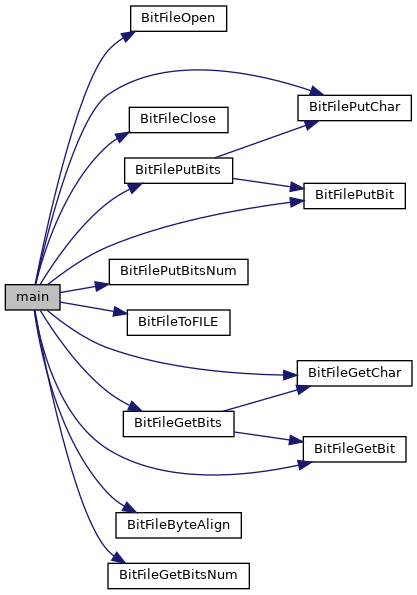 BitFileOpen
BitFilePutChar
BitFileClose
BitFilePutBits
BitFilePutBit
BitFilePutBitsNum
main
BitFileToFILE
BitFileGetChar
BitFileGetBits
BitFileGetBit
BitFileByteAlign
BitFileGetBitsNum